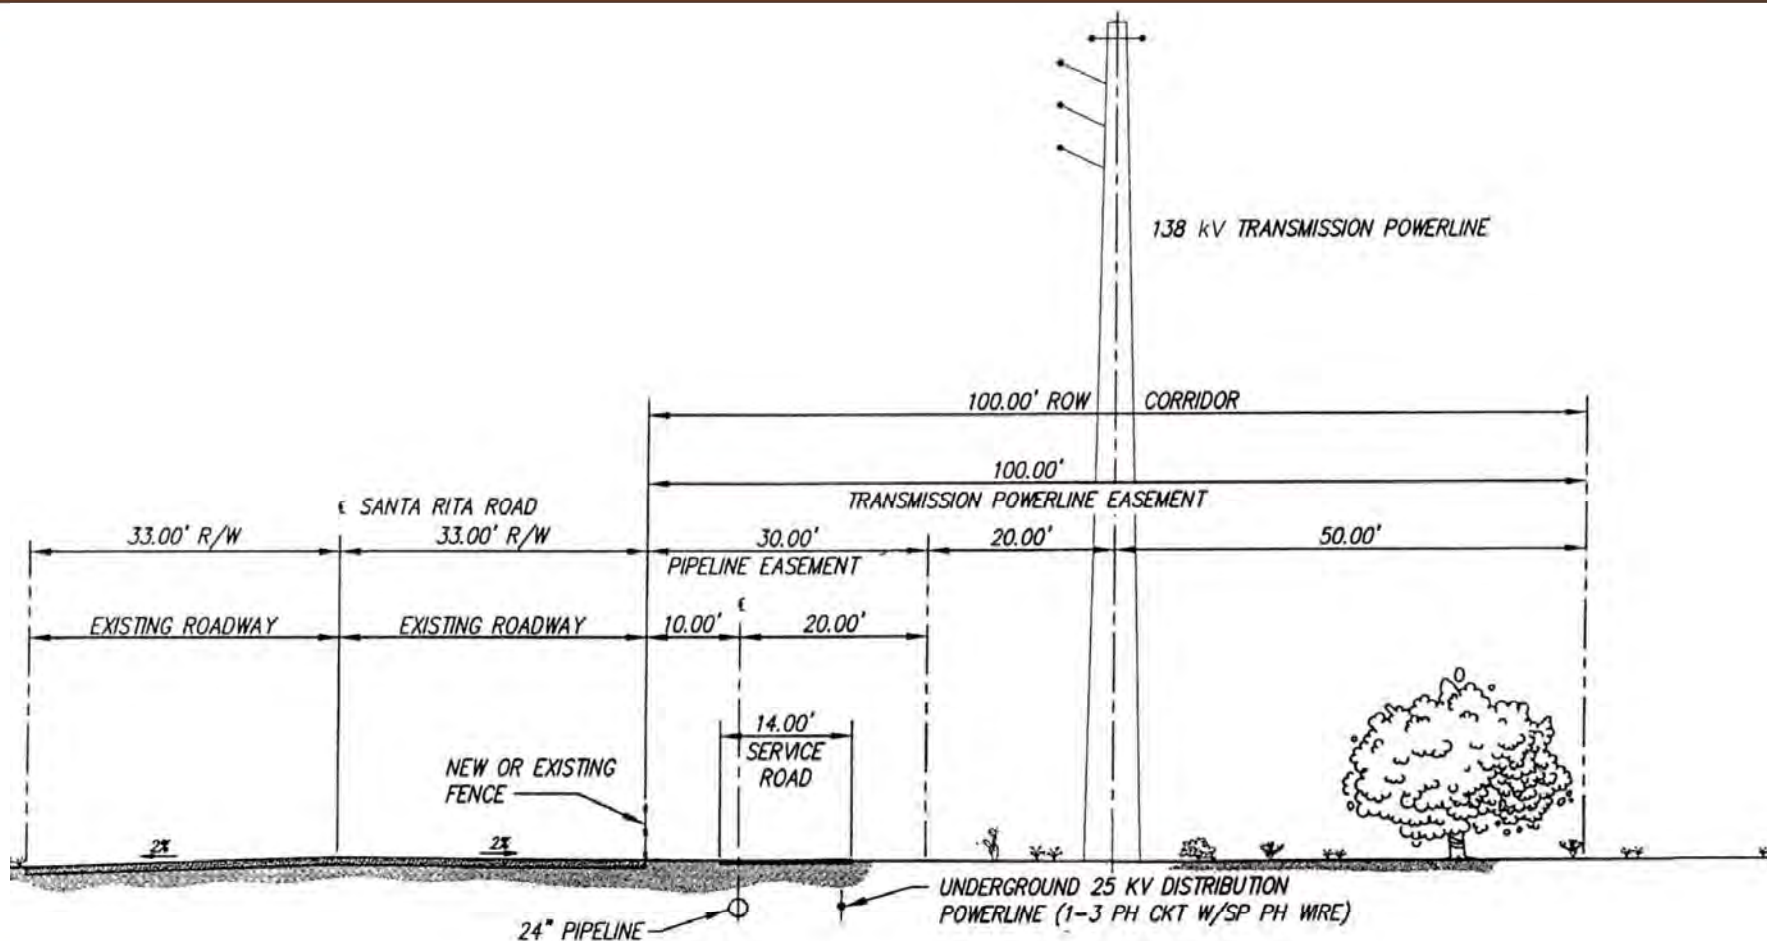 138 kV TRANSMISSION POWERLINE
100.00' ROW CORRIDOR
100.00'
TRANSMISSION POWERLINE EASEMENT
℄ SANTA RITA ROAD
33.00' R/W
33.00' R/W
30.00'
20.00'
50.00'
PIPELINE EASEMENT
℄
EXISTING ROADWAY
EXISTING ROADWAY
10.00'
20.00'
14.00'
SERVICE
ROAD
NEW OR EXISTING
FENCE
2%
2%
UNDERGROUND 25 KV DISTRIBUTION
POWERLINE (1-3 PH CKT W/SP PH WIRE)
24" PIPELINE